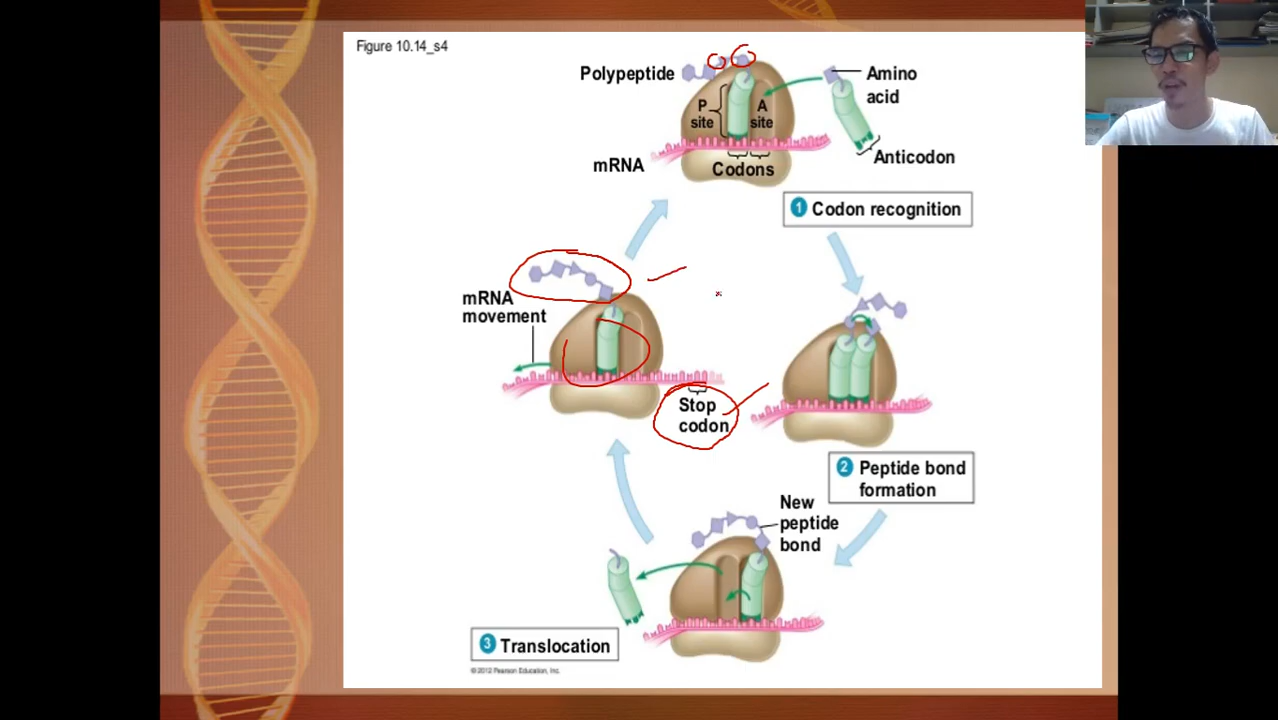 Figure 10.14_s4
Polypeptide
Amino
acid
P
site
A
site
mRNA
Codons
Anticodon
1 Codon recognition
mRNA
movement
Stop
codon
2 Peptide bond
formation
New
peptide
bond
3 Translocation
© 2012 Pearson Education, Inc.